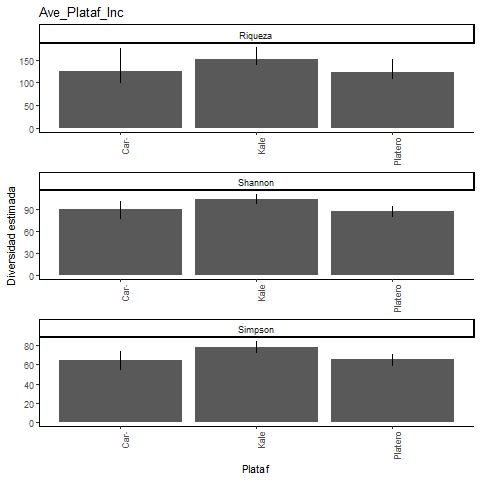 Ave_Plataf_Inc
Riqueza
150
100
50
0
Car-
Kale
Platero
Shannon
90
60
30
0
Car-
Kale
Platero
Simpson
80
60
40
20
0
Car-
Kale
Platero
Diversidad estimada
Plataf